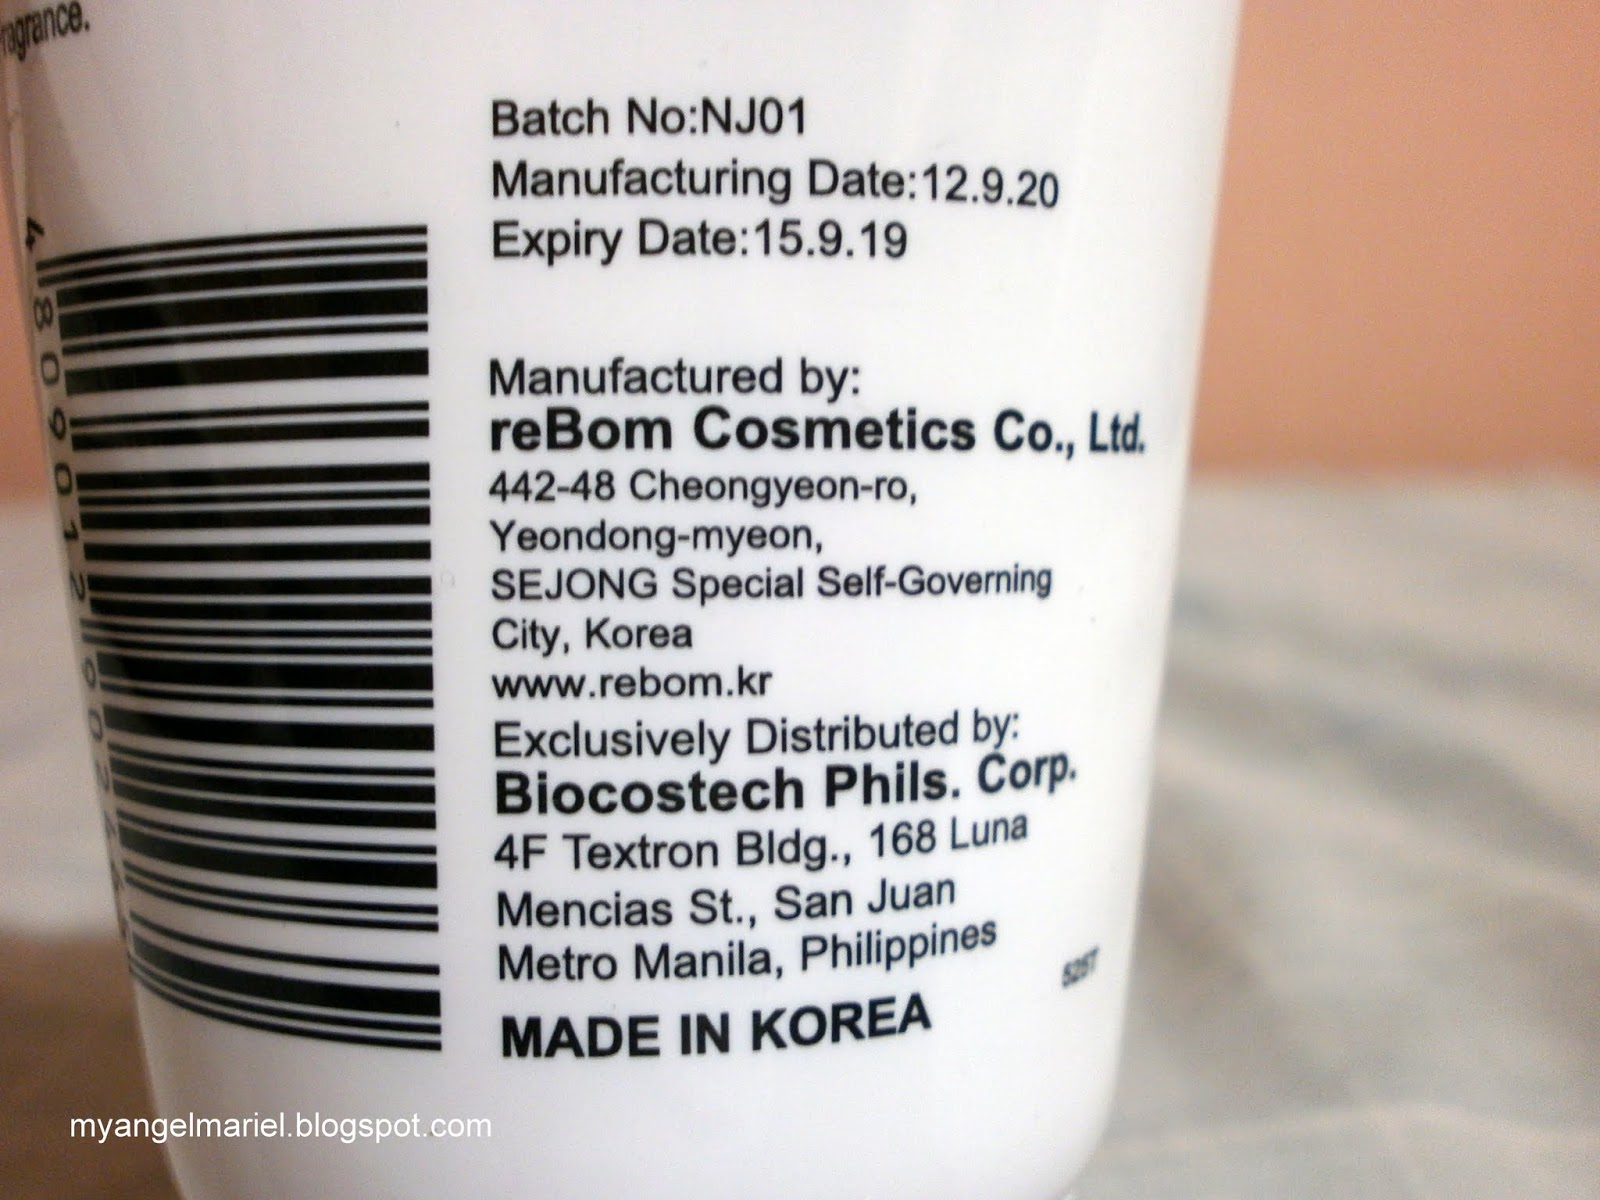 fragrance.
Batch No:NJ01
Manufacturing Date:12.9.20
Expiry Date:15.9.19
Manufactured by:
reBom Cosmetics Co., Ltd.
442-48 Cheongyeon-ro,
Yeondong-myeon,
SEJONG Special Self-Governing
City, Korea
www.rebom.kr
Exclusively Distributed by:
Biocostech Phils. Corp.
4F Textron Bldg., 168 Luna
Mencias St., San Juan
Metro Manila, Philippines
525T
MADE IN KOREA
myangelmariel.blogspot.com